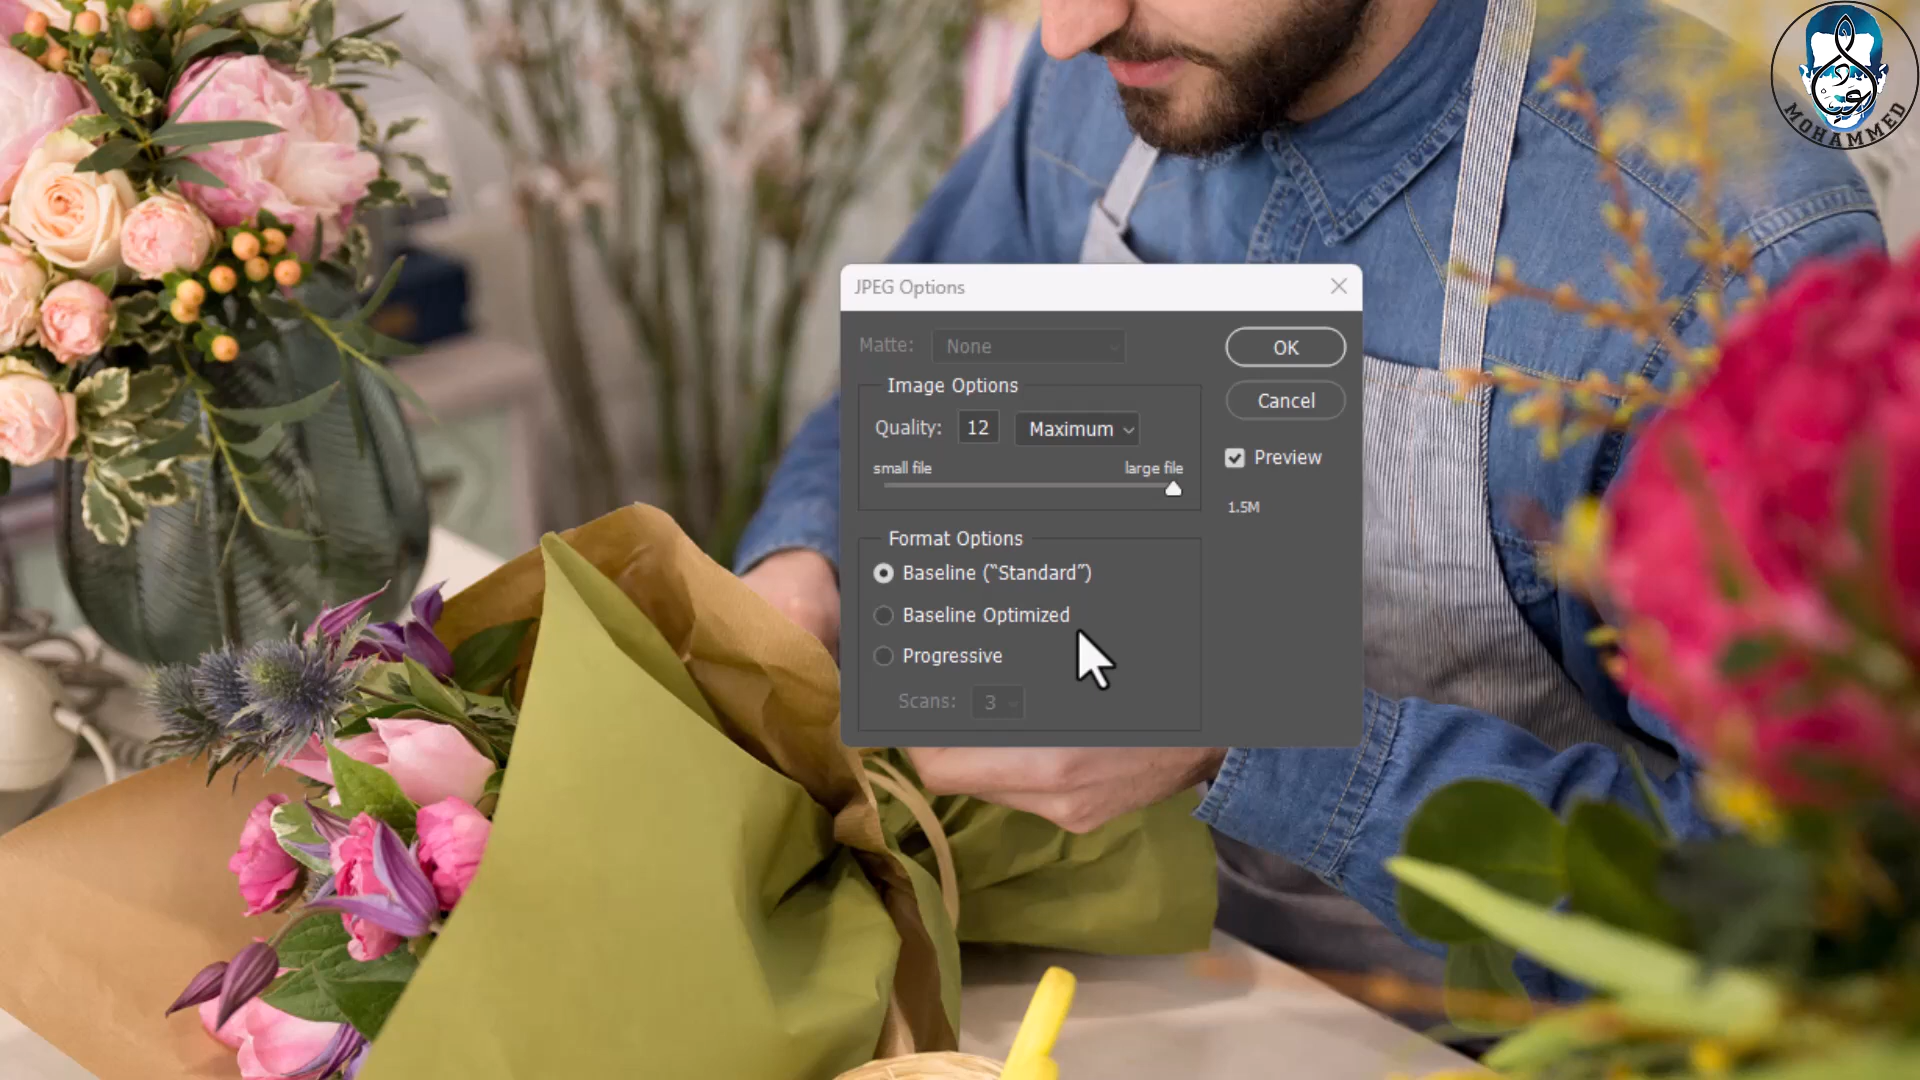 MOHAMMED
JPEG Options
Matte: None
OK
Image Options
Cancel
Quality: 12 Maximum
Preview
small file large file
1.5M
Format Options
Baseline (“Standard”)
Baseline Optimized
Progressive
Scans: 3